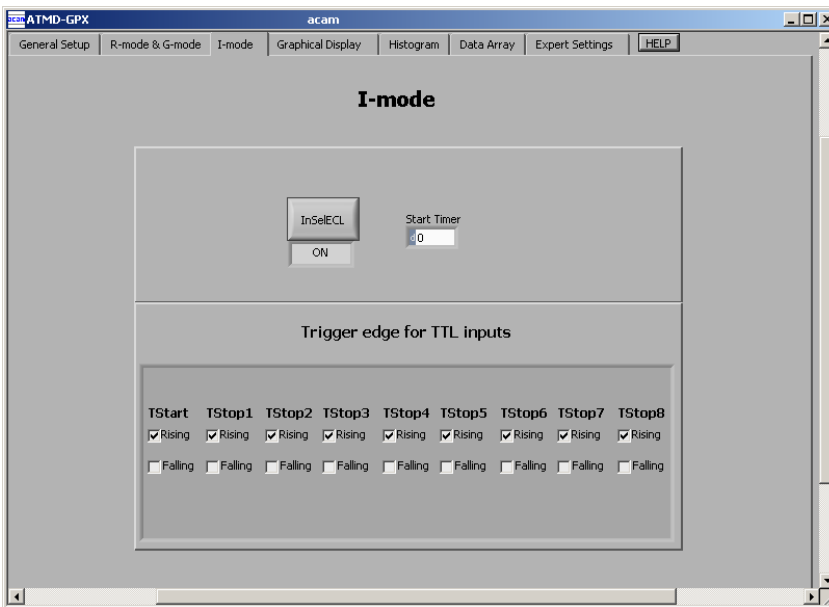 acam ATMD-GPX acam
General Setup R-mode & G-mode I-mode Graphical Display Histogram Data Array Expert Settings HELP
I-mode
InSelECL
ON
Start Timer
d 0
Trigger edge for TTL inputs
TStart TStop1 TStop2 TStop3 TStop4 TStop5 TStop6 TStop7 TStop8
Rising Rising Rising Rising Rising Rising Rising Rising Rising
Falling Falling Falling Falling Falling Falling Falling Falling Falling